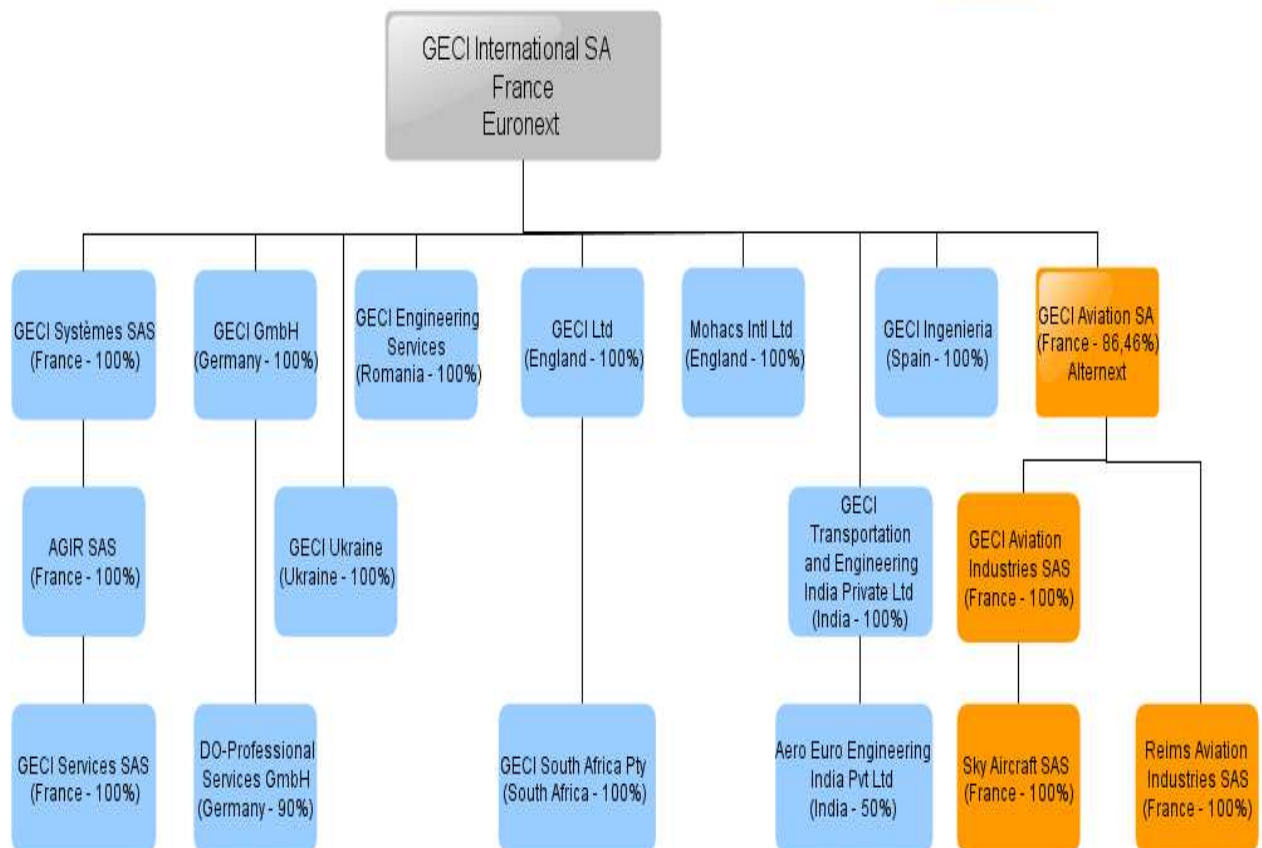 GECI International SA
France
Euronext
GECI Systèmes SAS
(France - 100%)
GECI GmbH
(Germany - 100%)
GECI Engineering
Services
(Romania - 100%)
GECI Ltd
(England - 100%)
Mohacs Intl Ltd
(England - 100%)
GECI Ingenieria
(Spain - 100%)
GECI Aviation SA
(France - 86,46%)
Alternext
AGIR SAS
(France - 100%)
GECI Ukraine
(Ukraine - 100%)
GECI
Transportation
and Engineering
India Private Ltd
(India - 100%)
GECI Aviation
Industries SAS
(France - 100%)
GECI Services SAS
(France - 100%)
DO-Professional
Services GmbH
(Germany - 90%)
GECI South Africa Pty
(South Africa - 100%)
Aero Euro Engineering
India Pvt Ltd
(India - 50%)
Sky Aircraft SAS
(France - 100%)
Reims Aviation
Industries SAS
(France - 100%)